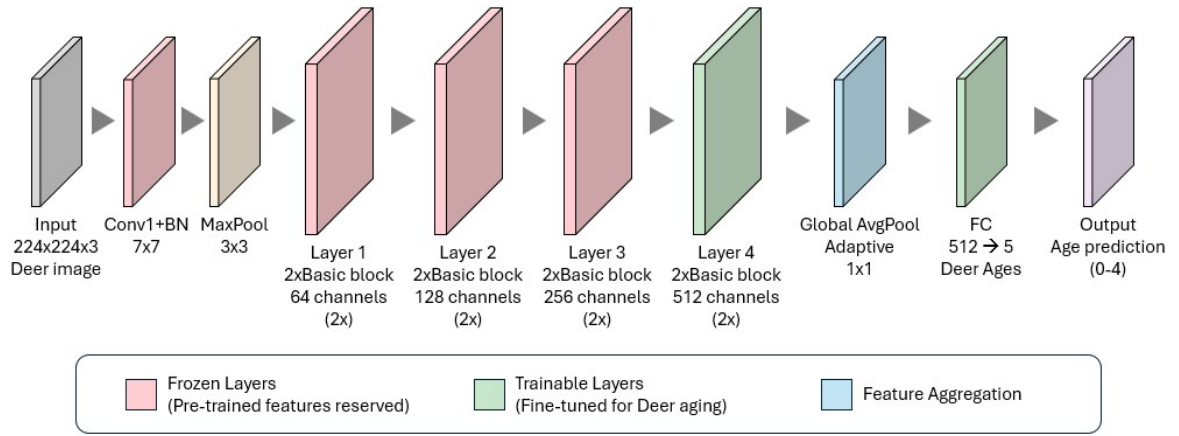 Input
224x224x3
Deer image
Conv1+BN
7x7
MaxPool
3x3
Layer 1
2xBasic block
64 channels
(2x)
Layer 2
2xBasic block
128 channels
(2x)
Layer 3
2xBasic block
256 channels
(2x)
Layer 4
2xBasic block
512 channels
(2x)
Global AvgPool
Adaptive
1x1
FC
512 → 5
Deer Ages
Output
Age prediction
(0-4)
Frozen Layers
(Pre-trained features reserved)
Trainable Layers
(Fine-tuned for Deer aging)
Feature Aggregation